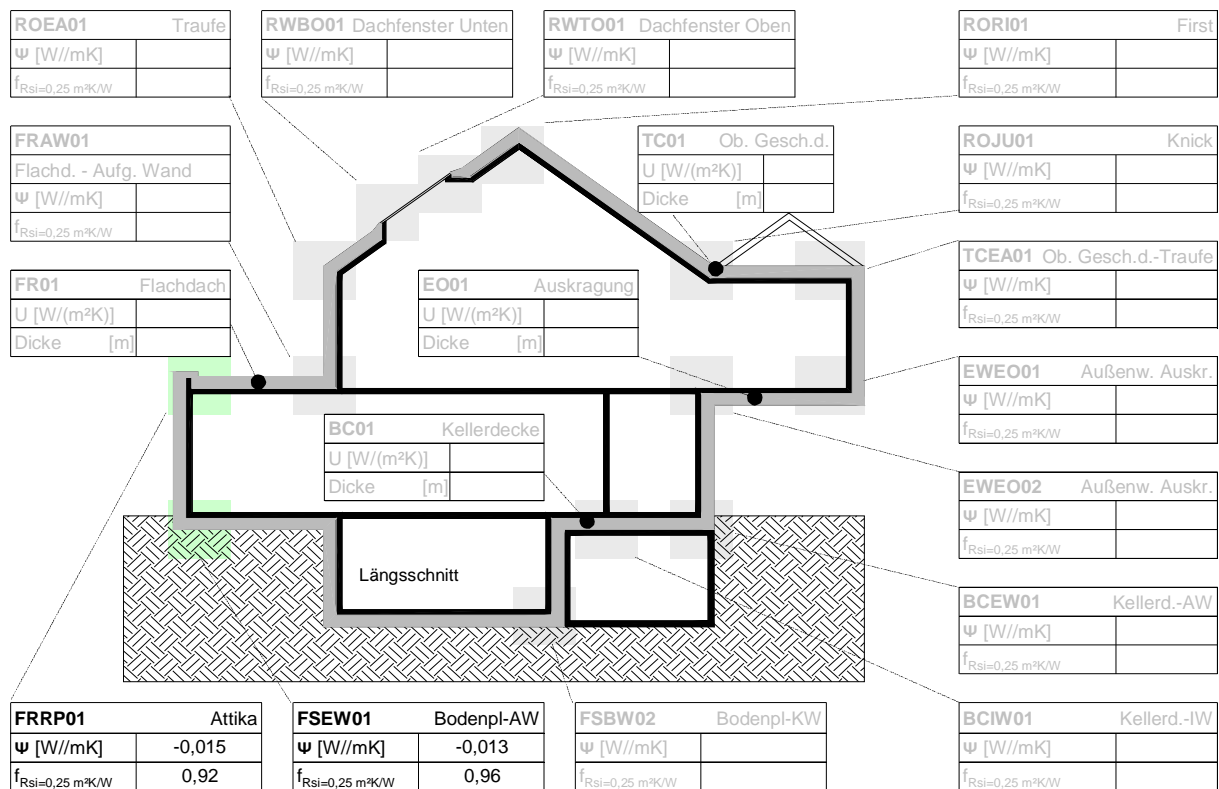 ROEA01 Traufe
Ψ [W//mK]
fRsi=0,25 m²K/W
RWBO01 Dachfenster Unten
Ψ [W//mK]
fRsi=0,25 m²K/W
RWTO01 Dachfenster Oben
Ψ [W//mK]
fRsi=0,25 m²K/W
RORI01 First
Ψ [W//mK]
fRsi=0,25 m²K/W
FRAW01
Flachd. - Aufg. Wand
Ψ [W//mK]
fRsi=0,25 m²K/W
TC01 Ob. Gesch.d.
U [W/(m²K)]
Dicke [m]
ROJU01 Knick
Ψ [W//mK]
fRsi=0,25 m²K/W
TCEA01 Ob. Gesch.d.-Traufe
Ψ [W//mK]
fRsi=0,25 m²K/W
FR01 Flachdach
U [W/(m²K)]
Dicke [m]
EO01 Auskragung
U [W/(m²K)]
Dicke [m]
EWEO01 Außenw. Auskr.
Ψ [W//mK]
fRsi=0,25 m²K/W
BC01 Kellerdecke
U [W/(m²K)]
Dicke [m]
EWEO02 Außenw. Auskr.
Ψ [W//mK]
fRsi=0,25 m²K/W
Längsschnitt
BCEW01 Kellerd.-AW
Ψ [W//mK]
fRsi=0,25 m²K/W
FRRP01 Attika
Ψ [W//mK] -0,015
fRsi=0,25 m²K/W 0,92
FSEW01 Bodenpl-AW
Ψ [W//mK] -0,013
fRsi=0,25 m²K/W 0,96
FSBW02 Bodenpl-KW
Ψ [W//mK]
fRsi=0,25 m²K/W
BCIW01 Kellerd.-IW
Ψ [W//mK]
fRsi=0,25 m²K/W